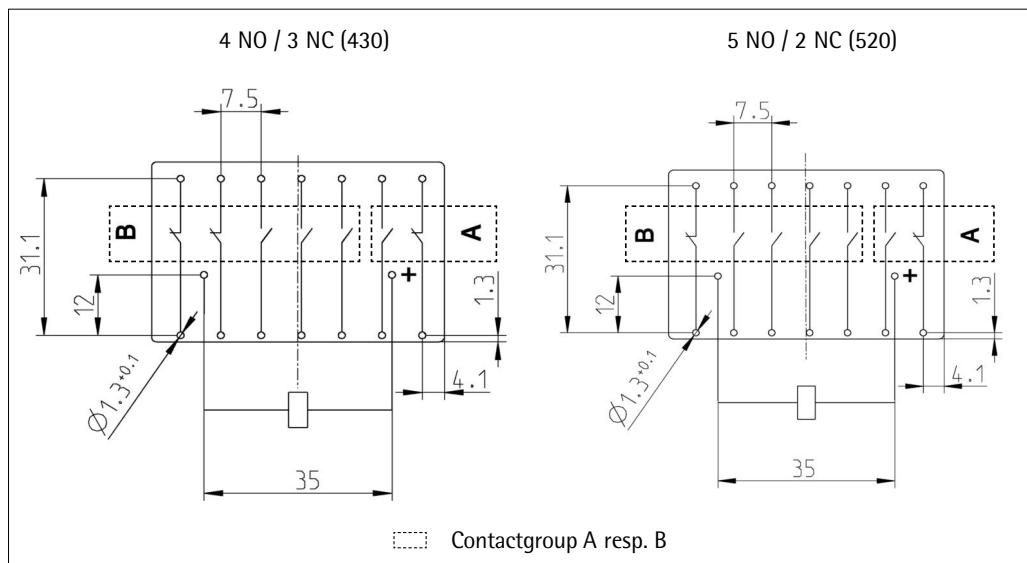 4 NO / 3 NC (430)
7.5
B
A
31.1
12
+
1.3
Ø1.3+0.1
4.1
35
5 NO / 2 NC (520)
7.5
B
A
31.1
12
+
1.3
Ø1.3+0.1
4.1
35
Contactgroup A resp. B